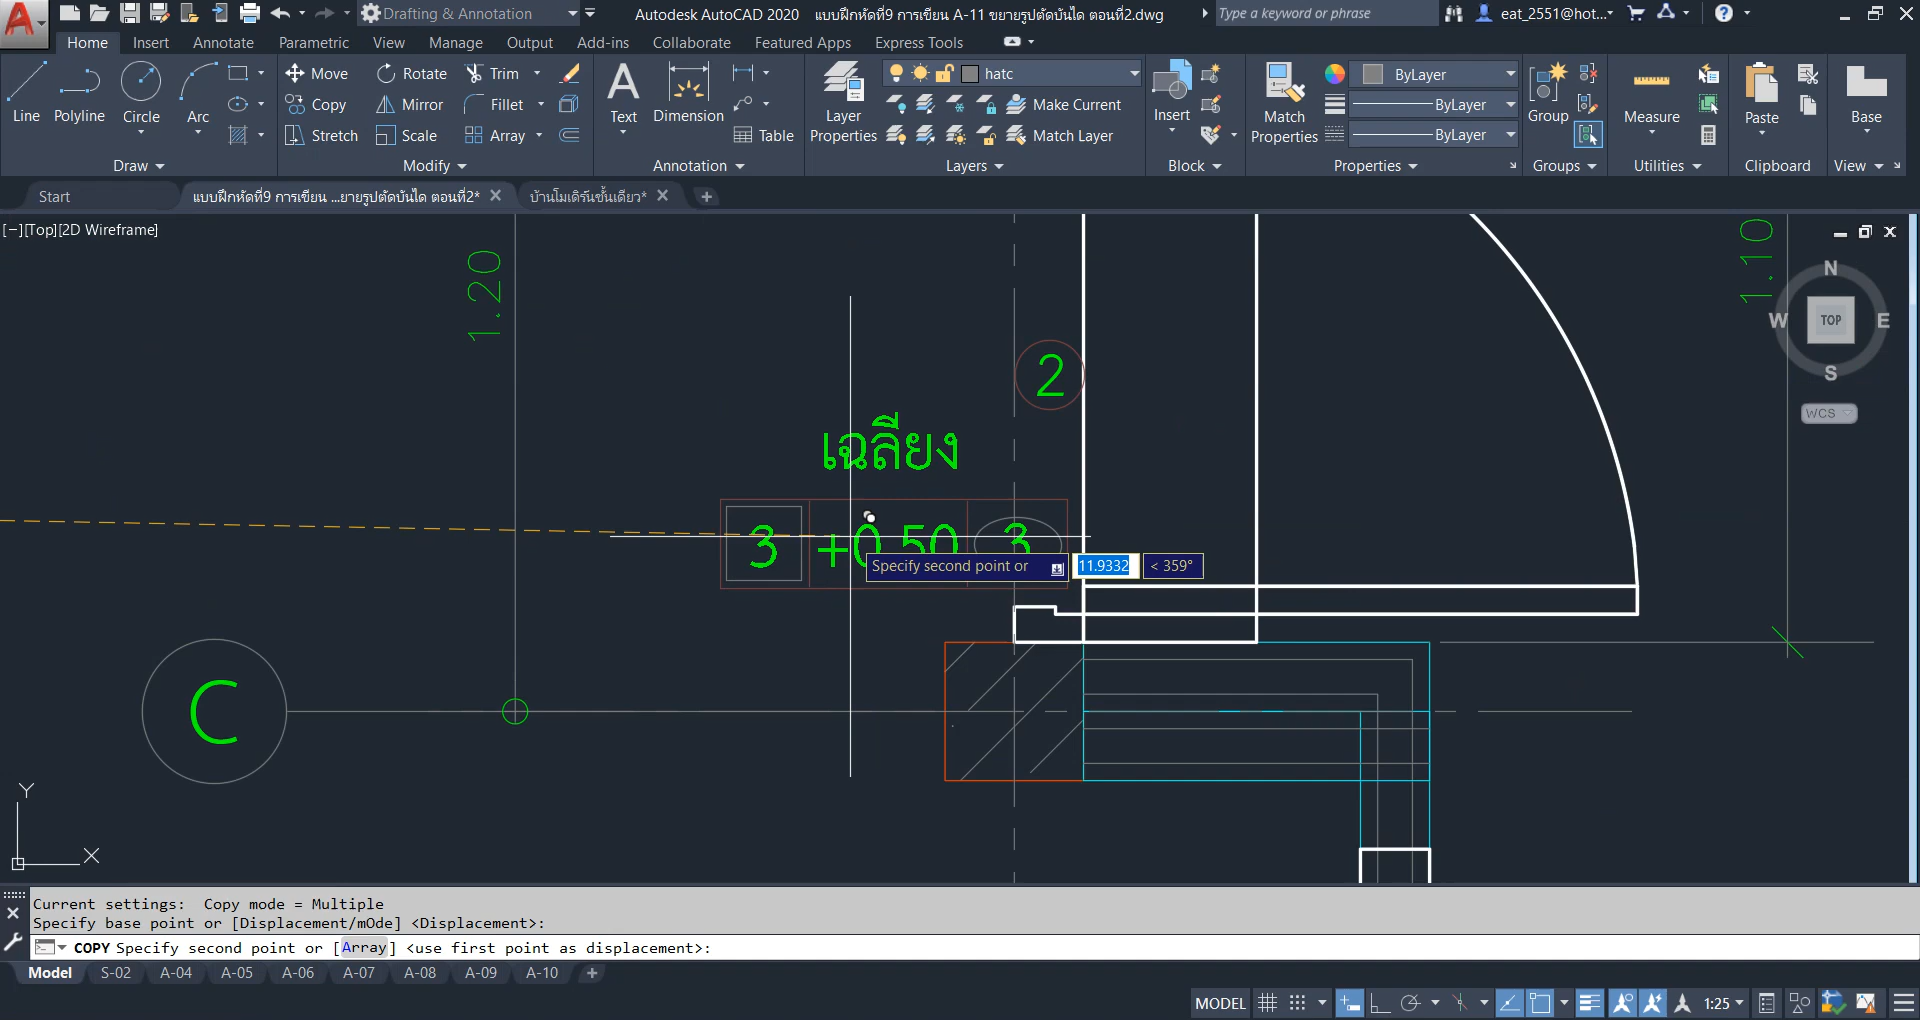 Drafting & Annotation
Autodesk AutoCAD 2020 แบบฝึกหัดที่9 การเขียน A-11 ขยายรูปตัดบันได ตอนที่2.dwg
Type a keyword or phrase
eat_2551@hot...
Home Insert Annotate Parametric View Manage Output Add-ins Collaborate Featured Apps Express Tools
Line Polyline Circle Arc
Move Rotate Trim
Copy Mirror Fillet
Stretch Scale Array
Text Dimension Table
Layer Properties
hatc
Make Current
Match Layer
Insert
Match Properties
ByLayer
ByLayer
ByLayer
Group
Measure
Paste
Base
Draw Modify Annotation Layers Block Properties Groups Utilities Clipboard View
Start
แบบฝึกหัดที่9 การเขียน ...ยายรูปตัดบันได ตอนที่2*
บ้านโมเดิร์นชั้นเดียว*
[−][Top][2D Wireframe]
1.20
1.10
N
W TOP E
S
WCS
2
เฉลียง
3 +0.50 3
Specify second point or 11.9332 < 359°
C
Y
X
Current settings: Copy mode = Multiple
Specify base point or [Displacement/mOde] <Displacement>:
COPY Specify second point or [Array] <use first point as displacement>:
Model S-02 A-04 A-05 A-06 A-07 A-08 A-09 A-10
MODEL 1:25